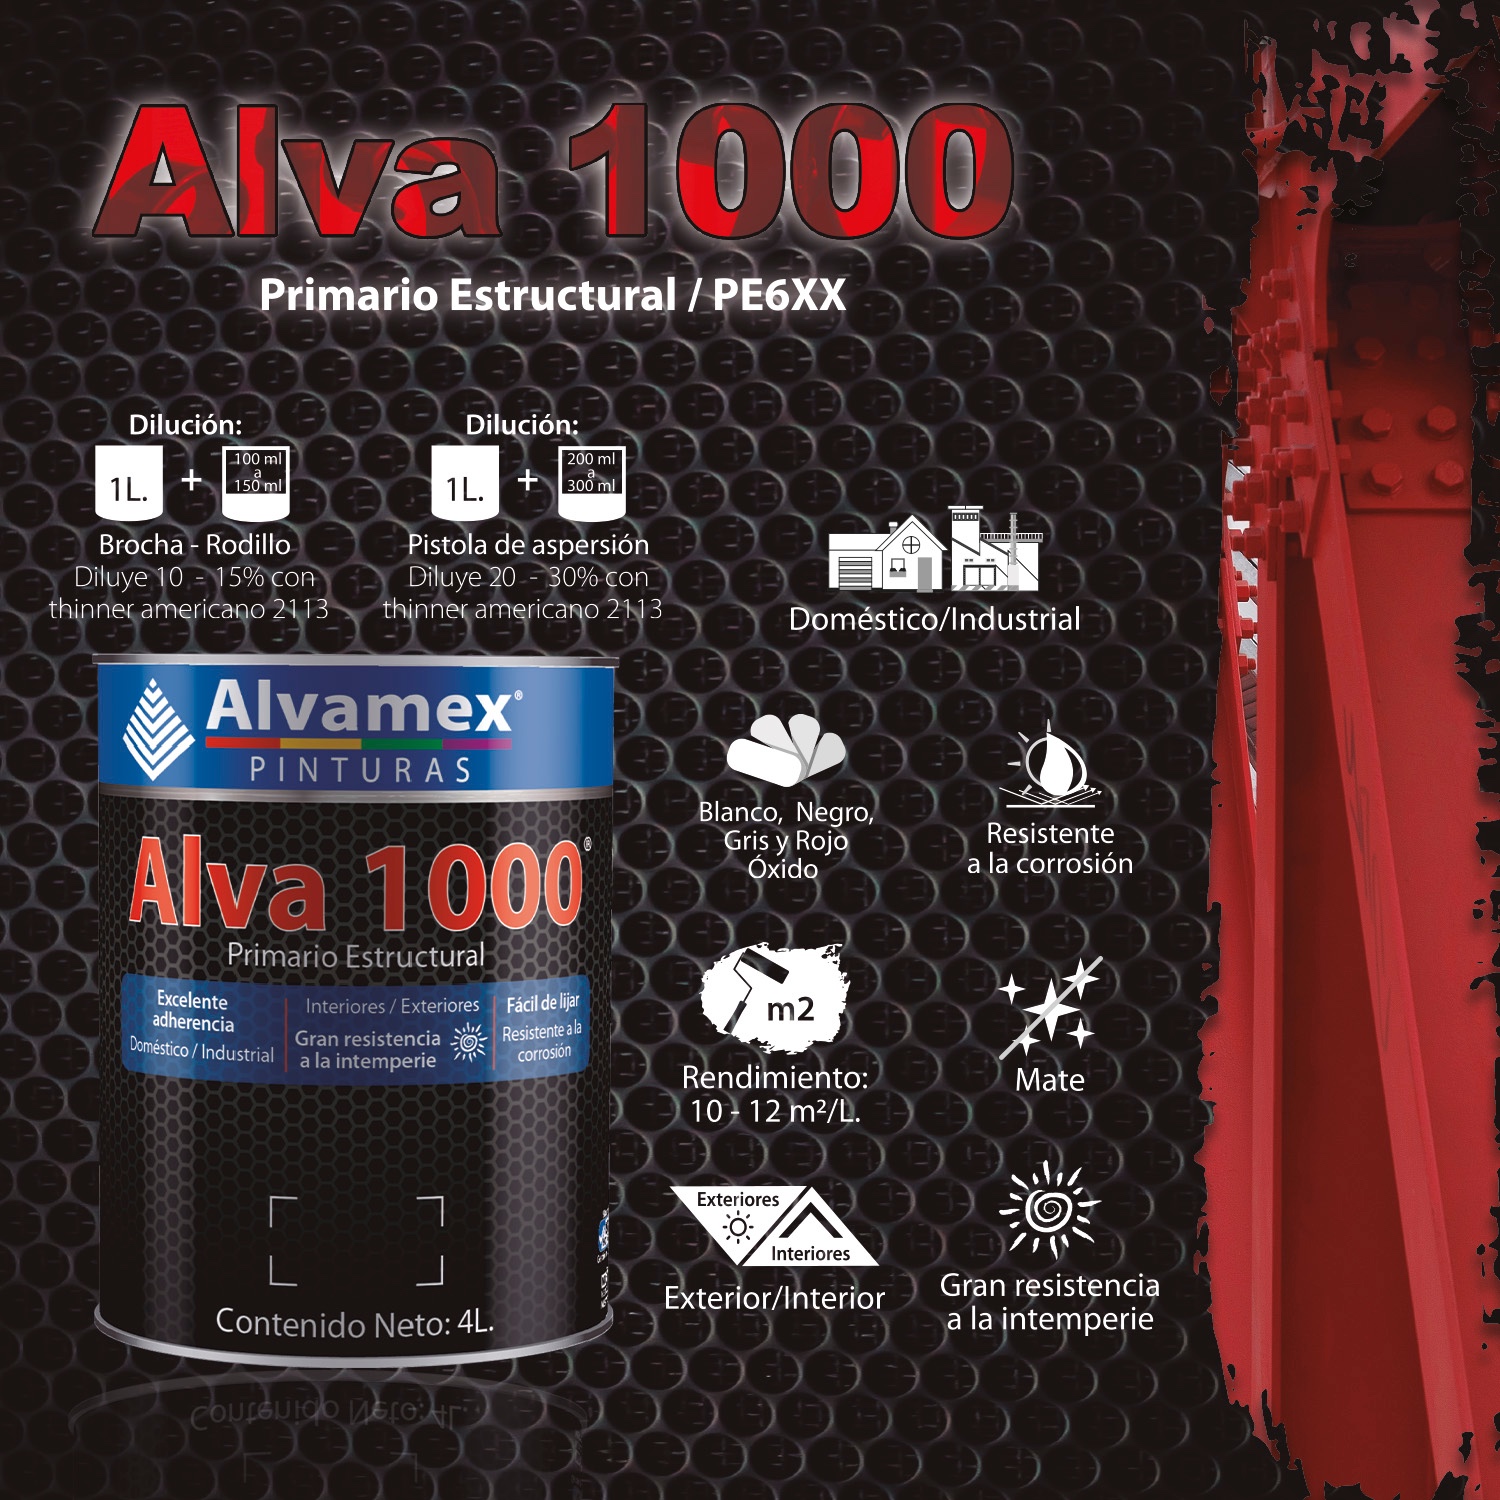 Alva 1000
Primario Estructural / PE6XX
Dilución:
1L. + 100 ml
a
150 ml
Brocha - Rodillo
Diluye 10 - 15% con
thinner americano 2113
Dilución:
1L. + 200 ml
a
300 ml
Pistola de aspersión
Diluye 20 - 30% con
thinner americano 2113
Doméstico/Industrial
Alvamex®
PINTURAS
Alva 1000®
Primario Estructural
Excelente
adherencia
Doméstico / Industrial
Interiores / Exteriores
Gran resistencia
a la intemperie
Fácil de lijar
Resistente a la
corrosión
Contenido Neto: 4L.
Blanco, Negro,
Gris y Rojo
Óxido
Resistente
a la corrosión
m2
Rendimiento:
10 - 12 m²/L.
Mate
Exteriores
Interiores
Exterior/Interior
Gran resistencia
a la intemperie